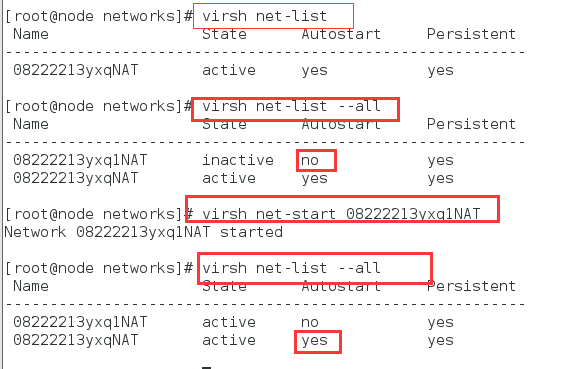 [root@node networks]# virsh net-list
Name State Autostart Persistent
----------------------------------------------------------
08222213yxqNAT active yes yes
[root@node networks]# virsh net-list --all
Name State Autostart Persistent
----------------------------------------------------------
08222213yxq1NAT inactive no yes
08222213yxqNAT active yes yes
[root@node networks]# virsh net-start 08222213yxq1NAT
Network 08222213yxq1NAT started
[root@node networks]# virsh net-list --all
Name State Autostart Persistent
----------------------------------------------------------
08222213yxq1NAT active no yes
08222213yxqNAT active yes yes